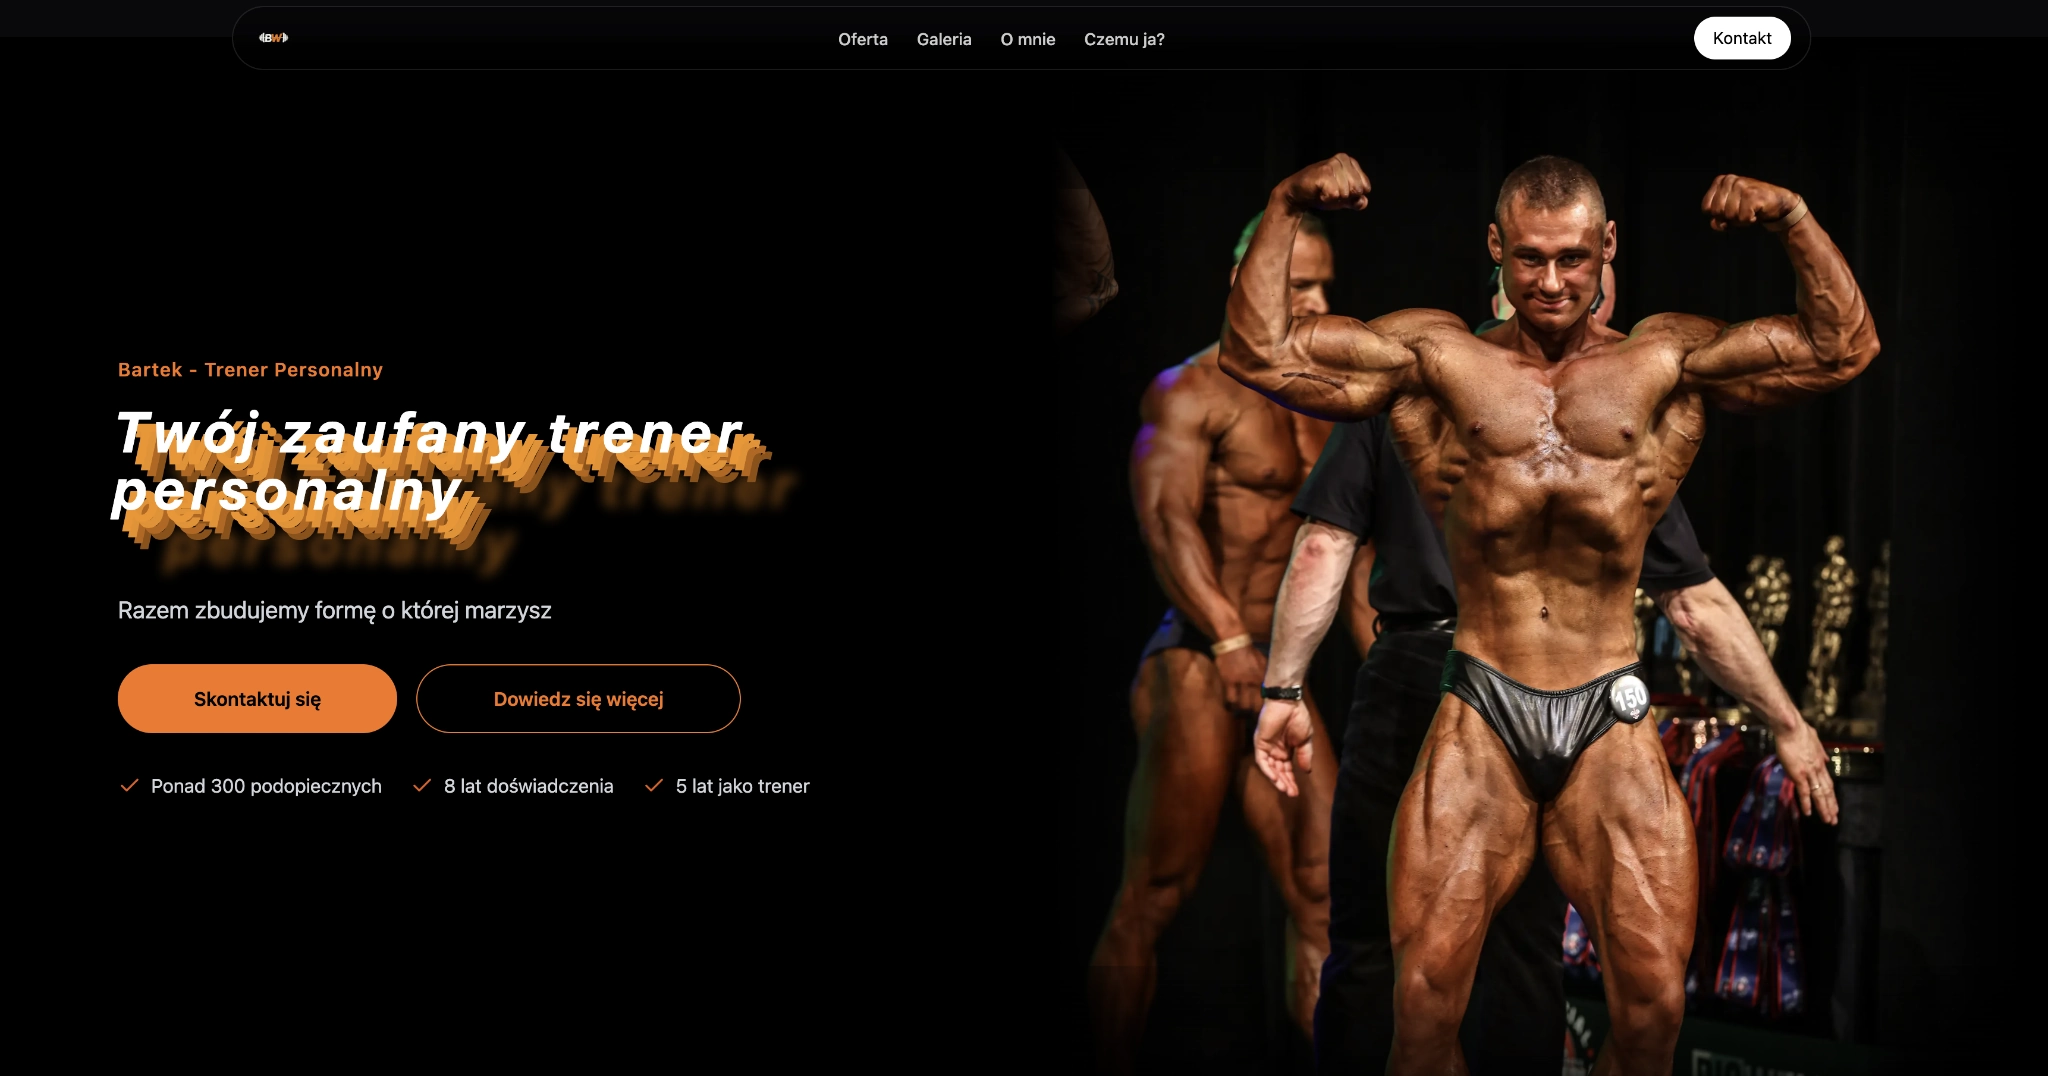 BW
Oferta
Galeria
O mnie
Czemu ja?
Kontakt
Bartek - Trener Personalny
Twój zaufany trener
personalny
Razem zbudujemy formę o której marzysz
Skontaktuj się
Dowiedz się więcej
Ponad 300 podopiecznych
8 lat doświadczenia
5 lat jako trener
150